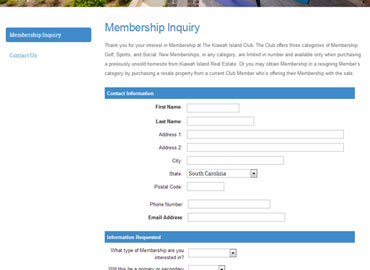 Membership Inquiry
Contact Us
Membership Inquiry
Thank you for your interest in Membership at The Kiawah Island Club. The Club offers three categories of Membership:
Golf, Sports, and Social. New Memberships, in any category, are limited in number and available only when purchasing
a previously unsold homesite from Kiawah Island Real Estate. Or you may obtain Membership in a resigning Member's
category by purchasing a resale property from a current Club Member who's offering their Membership with the sale.
Contact Information
First Name:
Last Name:
Address 1:
Address 2:
City:
State: South Carolina
Postal Code:
Phone Number:
Email Address:
Information Requested
What type of Membership are you
interested in?
Will this be a primary or secondary